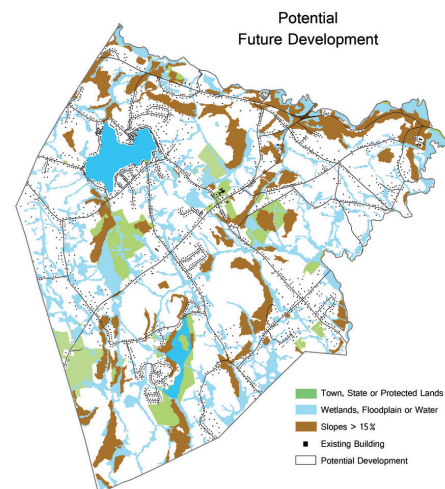 Potential
Future Development
Town, State or Protected Lands
Wetlands, Floodplain or Water
Slopes > 15%
Existing Building
Potential Development